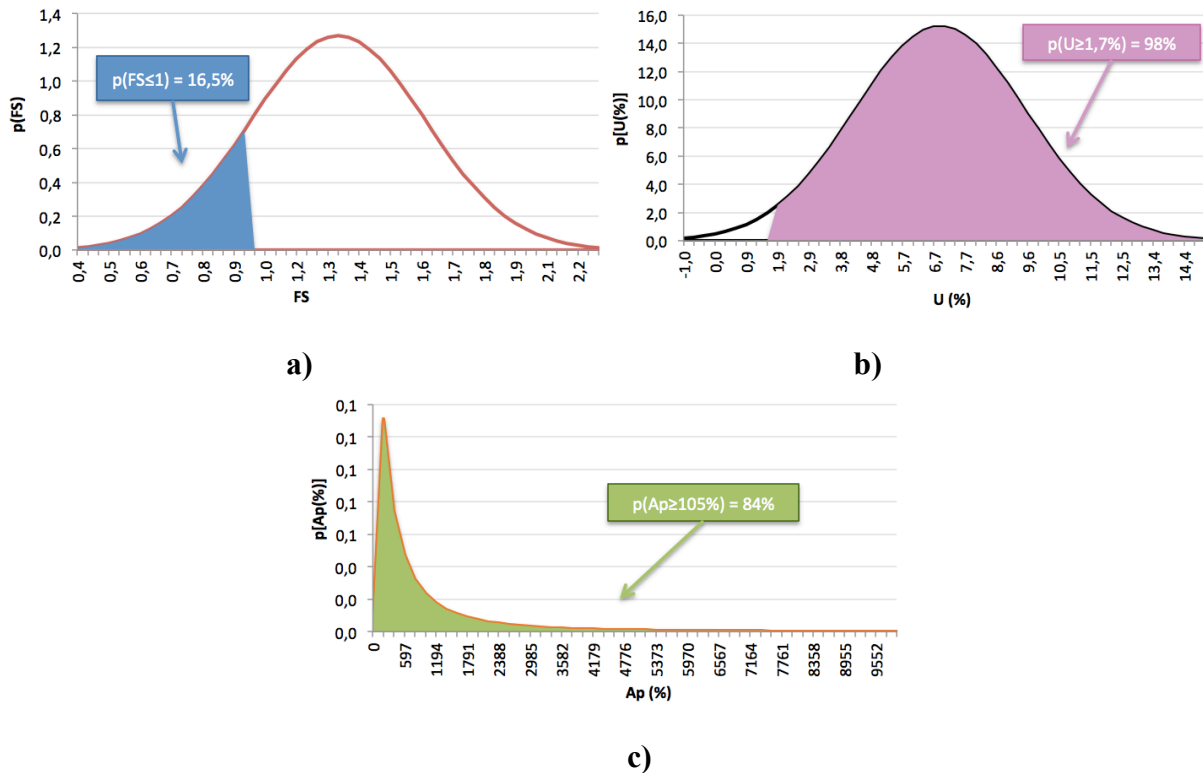 1,4
1,2
1,0
0,8
0,6
0,4
0,2
0,0
p(FS)
p(FS≤1) = 16,5%
0,4 0,5 0,6 0,7 0,8 0,9 1,0 1,2 1,3 1,4 1,5 1,6 1,7 1,8 1,9 2,1 2,2
FS
a)
16,0
14,0
12,0
10,0
8,0
6,0
4,0
2,0
0,0
p[U(%)]
p(U≥1,7%) = 98%
-1,0 0,0 0,9 1,9 2,9 3,8 4,8 5,7 6,7 7,7 8,6 9,6 10,5 11,5 12,5 13,4 14,4
U (%)
b)
0,1
0,1
0,1
0,1
0,1
0,0
0,0
0,0
p[Ap(%)]
p(Ap≥105%) = 84%
0 597 1194 1791 2388 2985 3582 4179 4776 5373 5970 6567 7164 7761 8358 8955 9552
Ap (%)
c)